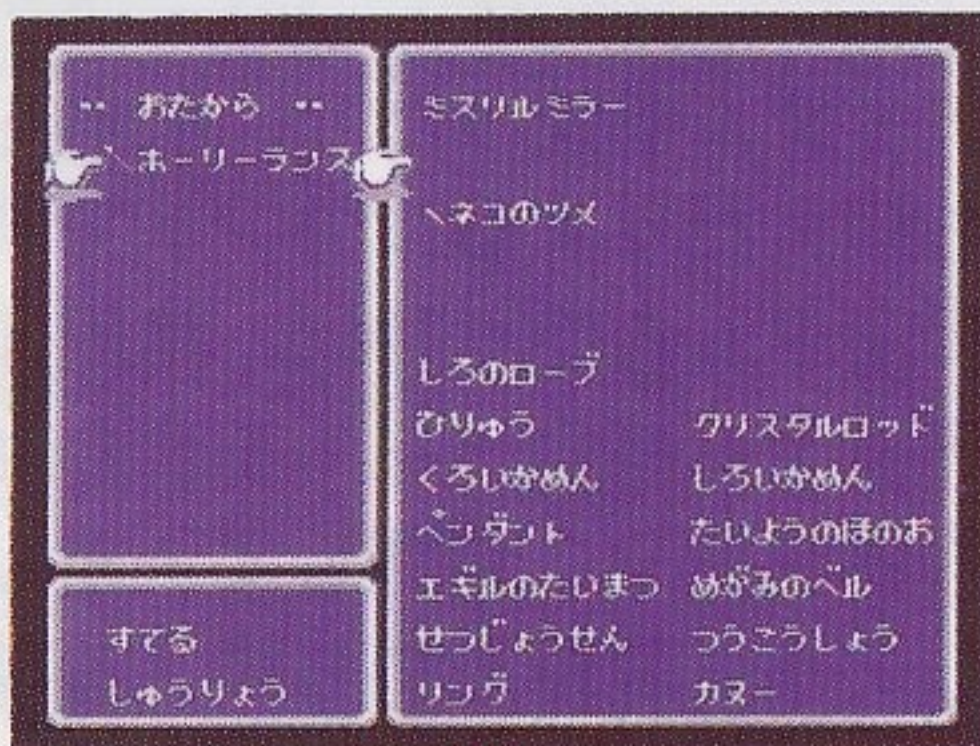 ·· おたから ··
ホーリーランス
すてる
しゅうりょう
ミスリルミラー
ネコのツメ
しろのローブ
ひりゅう クリスタルロッド
くろいかめん しろいかめん
ペンダント たいようのほのお
エギルのたいまつ めがみのベル
せつじょうせん つうこうしょう
リング カヌー